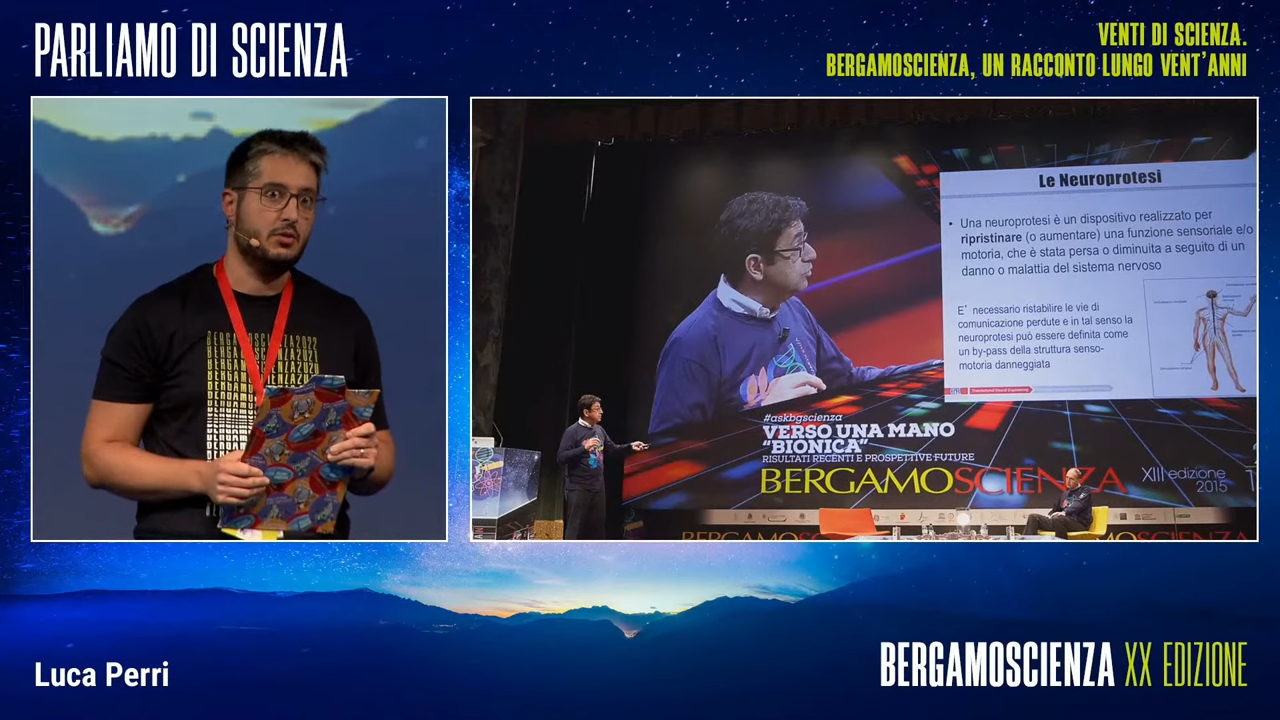 PARLIAMO DI SCIENZA
VENTI DI SCIENZA.
BERGAMOSCIENZA, UN RACCONTO LUNGO VENT'ANNI
BERGAMOSCIENZA2022
Le Neuroprotesi
• Una neuroprotesi è un dispositivo realizzato per
ripristinare (o aumentare) una funzione sensoriale e/o
motoria, che è stata persa o diminuita a seguito di un
danno o malattia del sistema nervoso
E' necessario ristabilire le vie di
comunicazione perdute e in tal senso la
neuroprotesi può essere definita come
un by-pass della struttura senso-
motoria danneggiata
Translational Neural Engineering
#askbgscienza
VERSO UNA MANO
"BIONICA"
RISULTATI RECENTI E PROSPETTIVE FUTURE
BERGAMOSCIENZA
XIII edizione
2015
Luca Perri
BERGAMOSCIENZA XX EDIZIONE